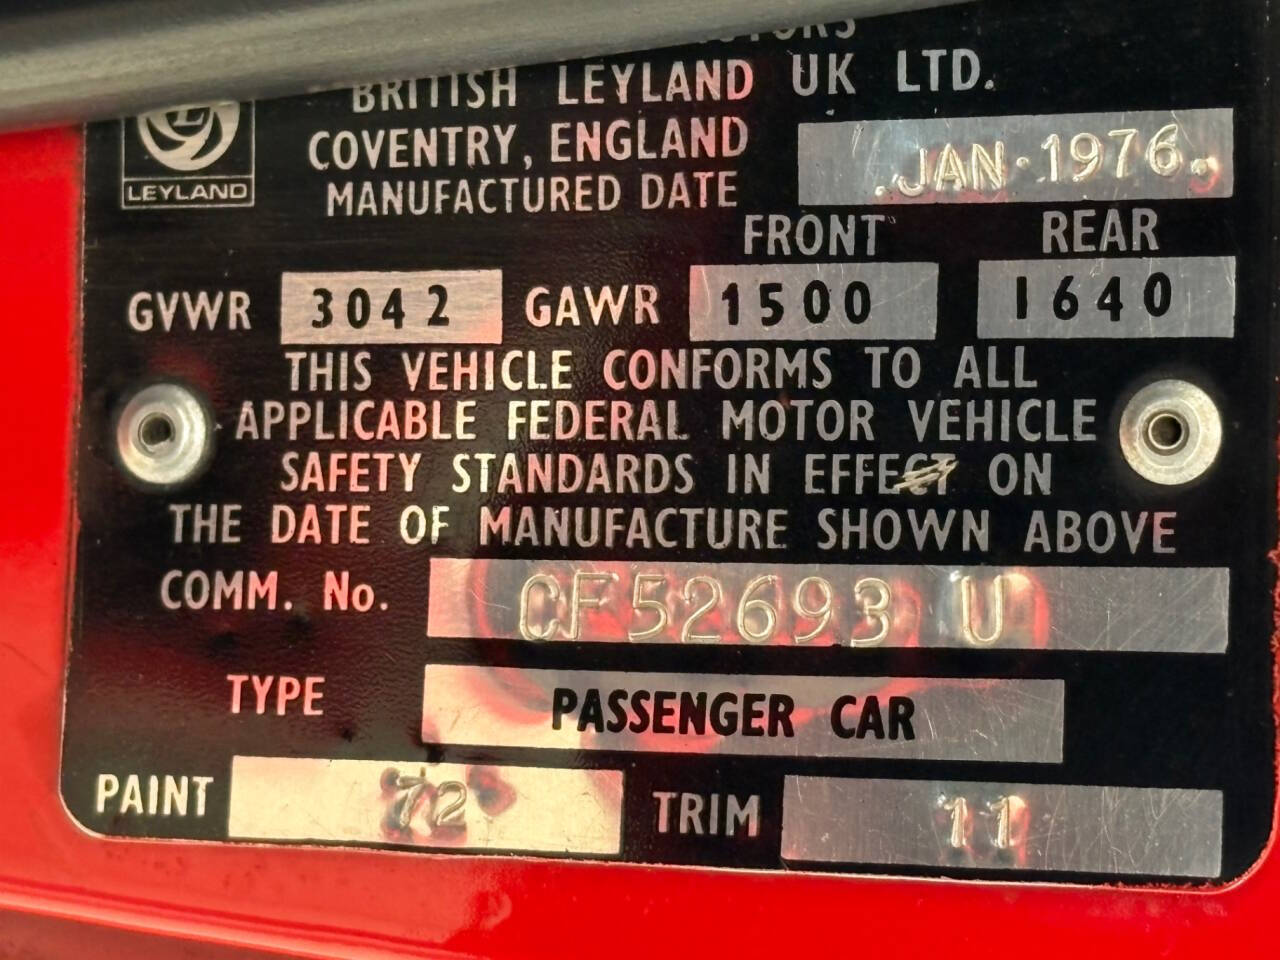 BRITISH LEYLAND UK LTD.
COVENTRY, ENGLAND
MANUFACTURED DATE JAN·1976.
LEYLAND
FRONT REAR
GVWR 3042 GAWR 1500 1640
THIS VEHICLE CONFORMS TO ALL
APPLICABLE FEDERAL MOTOR VEHICLE
SAFETY STANDARDS IN EFFECT ON
THE DATE OF MANUFACTURE SHOWN ABOVE
COMM. No. CF52693 U
TYPE PASSENGER CAR
PAINT 72 TRIM 11